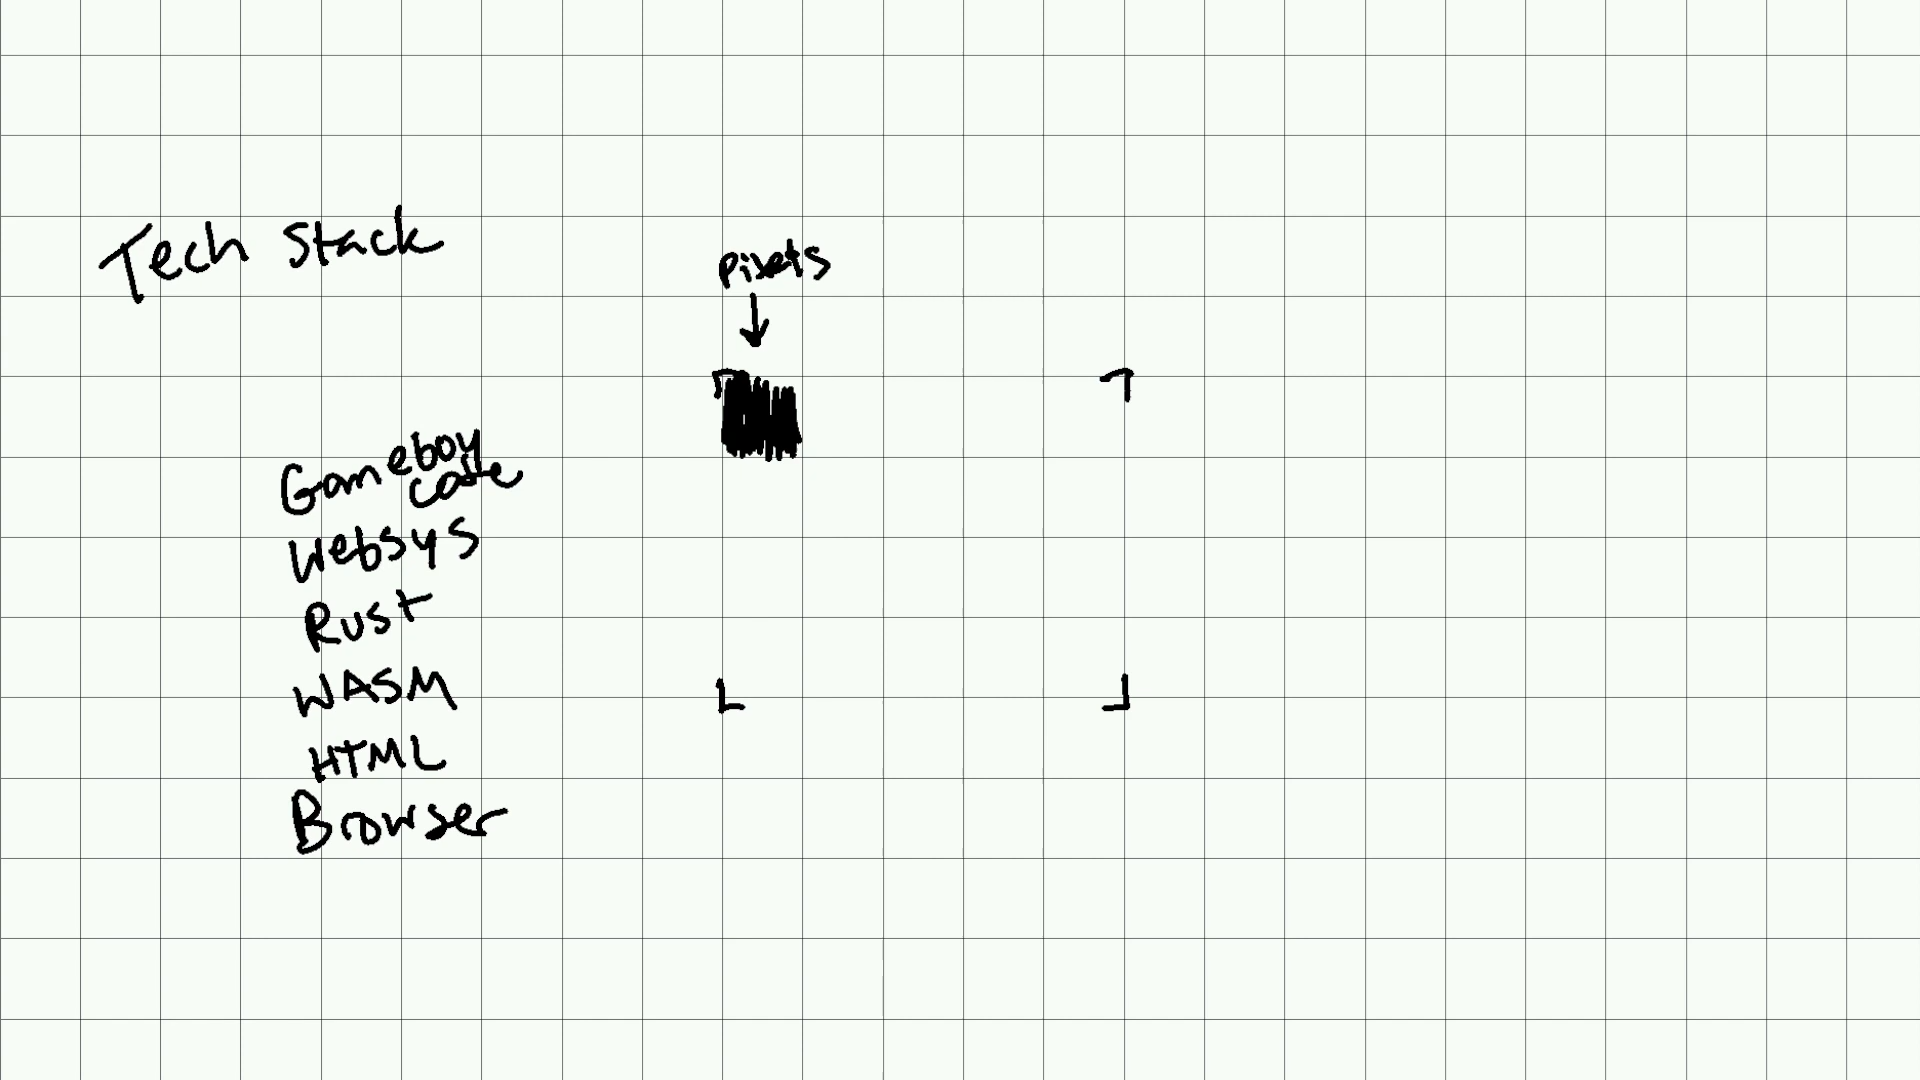 Tech Stack
pixels
Gameboy
code
Websys
Rust
WASM
HTML
Browser